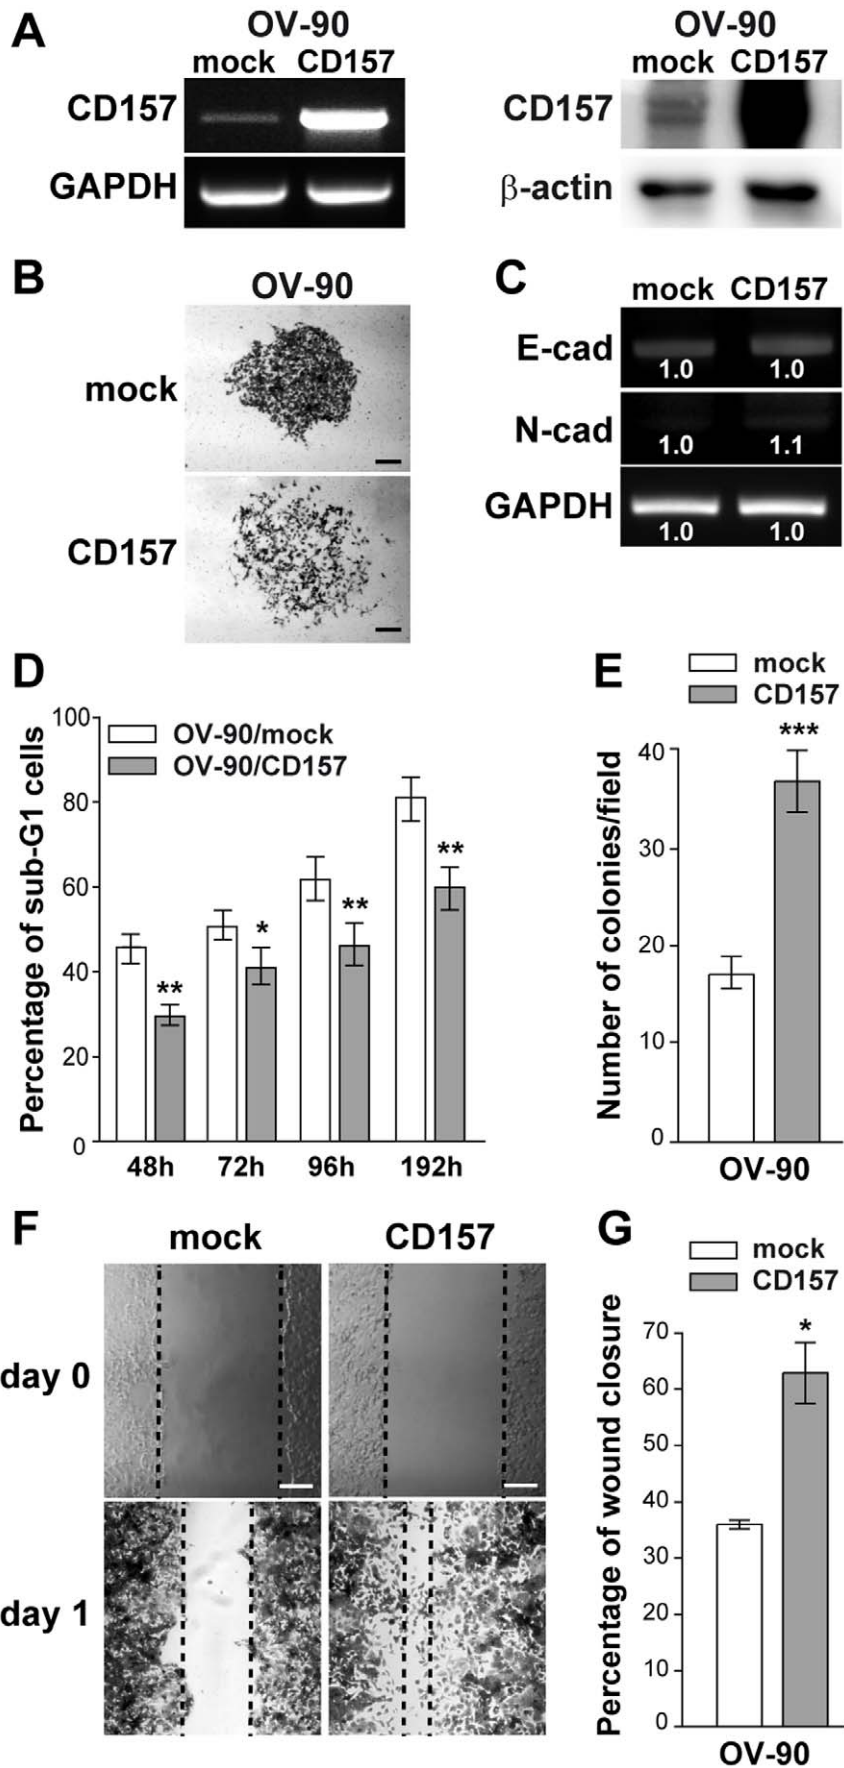 A
OV-90
mock CD157
CD157
GAPDH
OV-90
mock CD157
CD157
β-actin
B
OV-90
mock
CD157
C
mock CD157
E-cad
1.0 1.0
N-cad
1.0 1.1
GAPDH
1.0 1.0
D
Percentage of sub-G1 cells
100
80
60
40
20
0
OV-90/mock
OV-90/CD157
**
*
**
**
48h 72h 96h 192h
E
mock
CD157
Number of colonies/field
40
30
20
10
0
***
OV-90
F
mock CD157
day 0
day 1
G
mock
CD157
Percentage of wound closure
70
60
50
40
30
20
10
0
*
OV-90